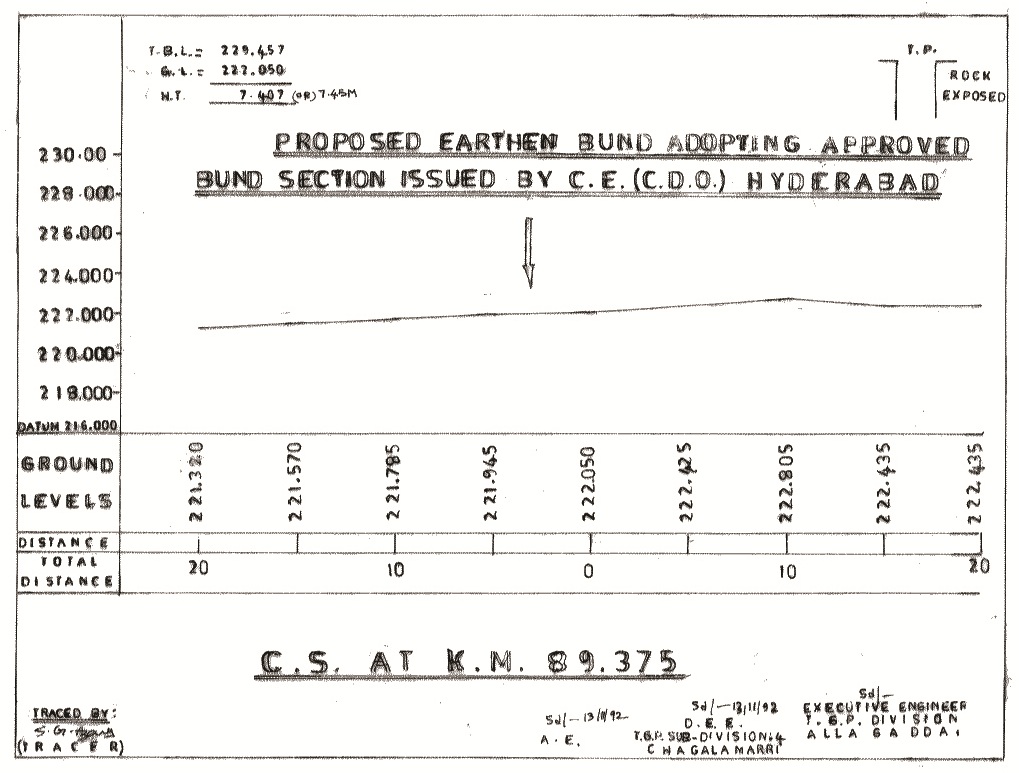 T.B.L.= 229.457
G.L.= 222.050
H.T. 7.407 (OR) 7.45M
T.P.
ROCK
EXPOSED
PROPOSED EARTHEN BUND ADOPTING APPROVED
BUND SECTION ISSUED BY C.E.(C.D.O.) HYDERABAD
230.00
228.000
226.000
224.000
222.000
220.000
218.000
DATUM 216.000
GROUND
LEVELS
221.320 221.570 221.785 221.945 222.050 222.425 222.805 222.435 222.435
DISTANCE
TOTAL
DISTANCE
20 10 0 10 20
C.S. AT K.M. 89.375
TRACED BY:
S.G.
(TRACER)
Sd/-13/11/92
A.E.
Sd/-13/11/92
D.E.E.
T.G.P. SUB-DIVISION:4
CHAGALAMARRI
Sd/-
EXECUTIVE ENGINEER
T.G.P. DIVISION
ALLAGADDA.